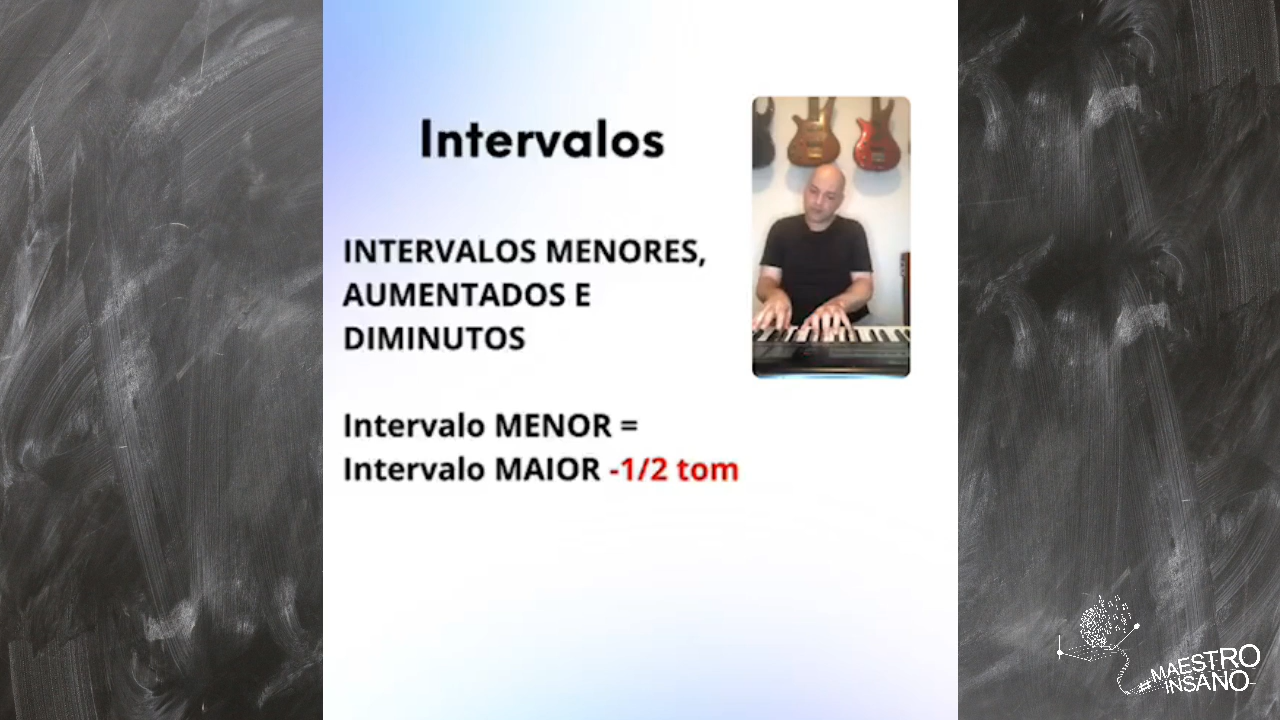 Intervalos
INTERVALOS MENORES,
AUMENTADOS E
DIMINUTOS
Intervalo MENOR =
Intervalo MAIOR -1/2 tom
#MAESTRO
INSANO